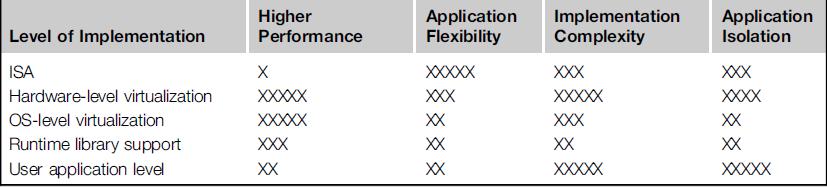 Level of Implementation Higher Performance Application Flexibility Implementation Complexity Application Isolation
ISA X XXXXX XXX XXX
Hardware-level virtualization XXXXX XXX XXXXX XXXX
OS-level virtualization XXXXX XX XXX XX
Runtime library support XXX XX XX XX
User application level XX XX XXXXX XXXXX